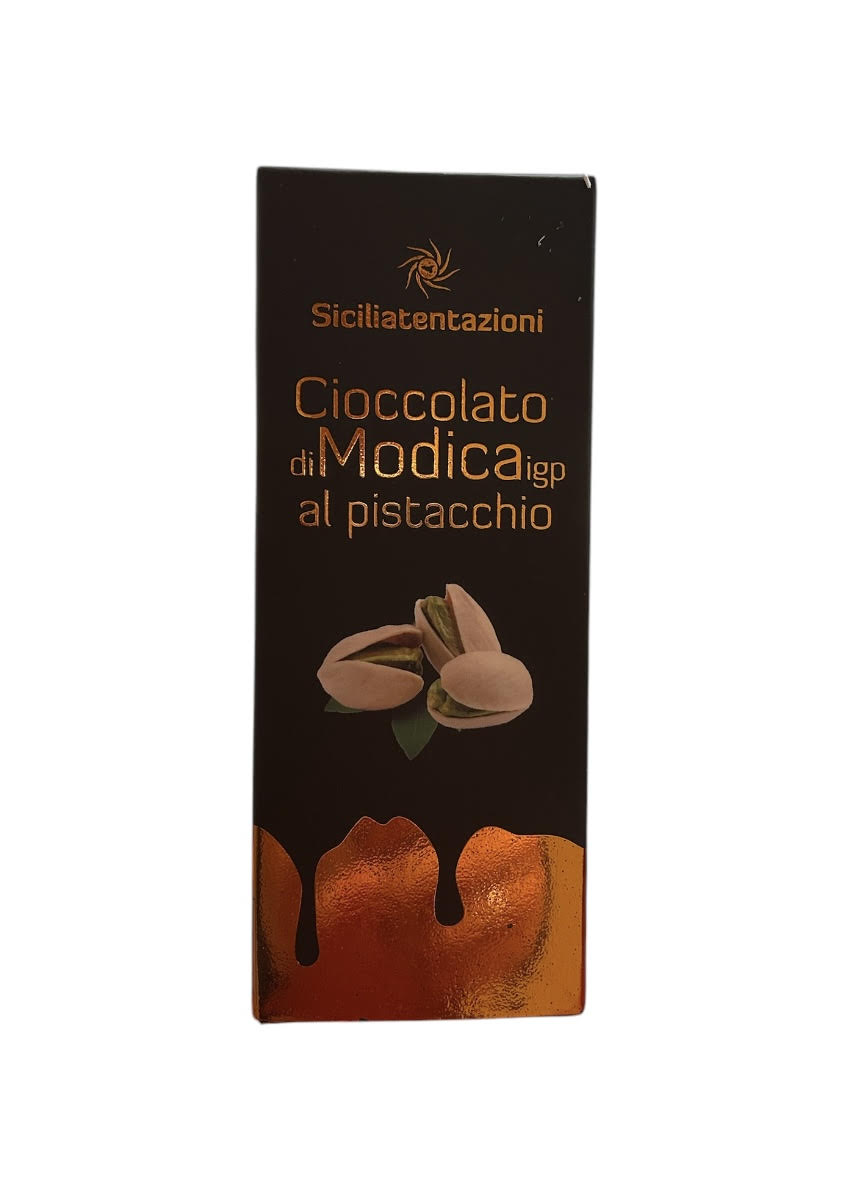 Siciliatentazioni
Cioccolato
di Modica igp
al pistacchio